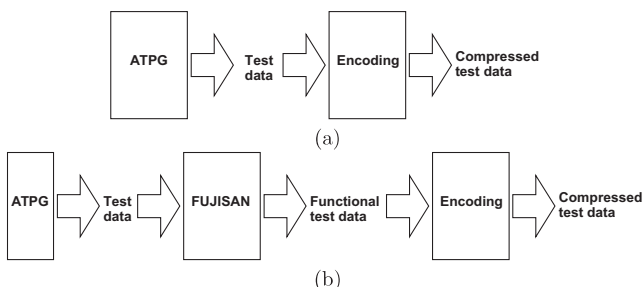 ATPG
Test
data
Encoding
Compressed
test data
(a)
ATPG
Test
data
FUJISAN
Functional
test data
Encoding
Compressed
test data
(b)